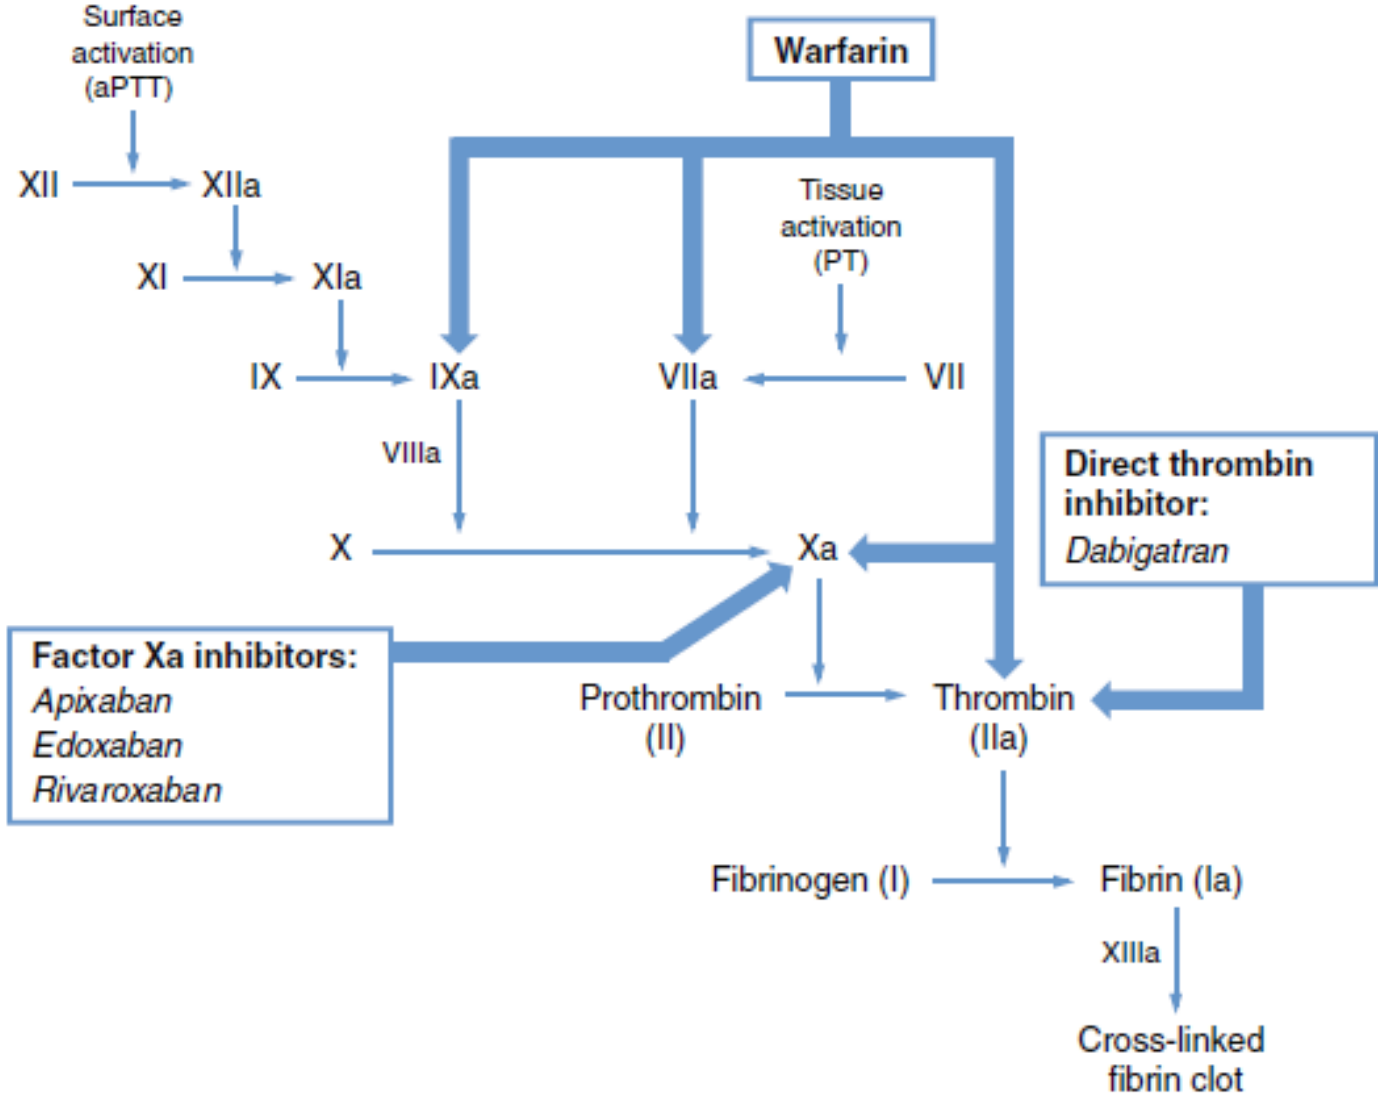 Surface
activation
(aPTT)
Warfarin
XII
XIIa
Tissue
activation
(PT)
XI
XIa
IX
IXa
VIIa
VII
VIIIa
Direct thrombin
inhibitor:
Dabigatran
X
Xa
Factor Xa inhibitors:
Apixaban
Edoxaban
Rivaroxaban
Prothrombin
(II)
Thrombin
(IIa)
Fibrinogen (I)
Fibrin (Ia)
XIIIa
Cross-linked
fibrin clot